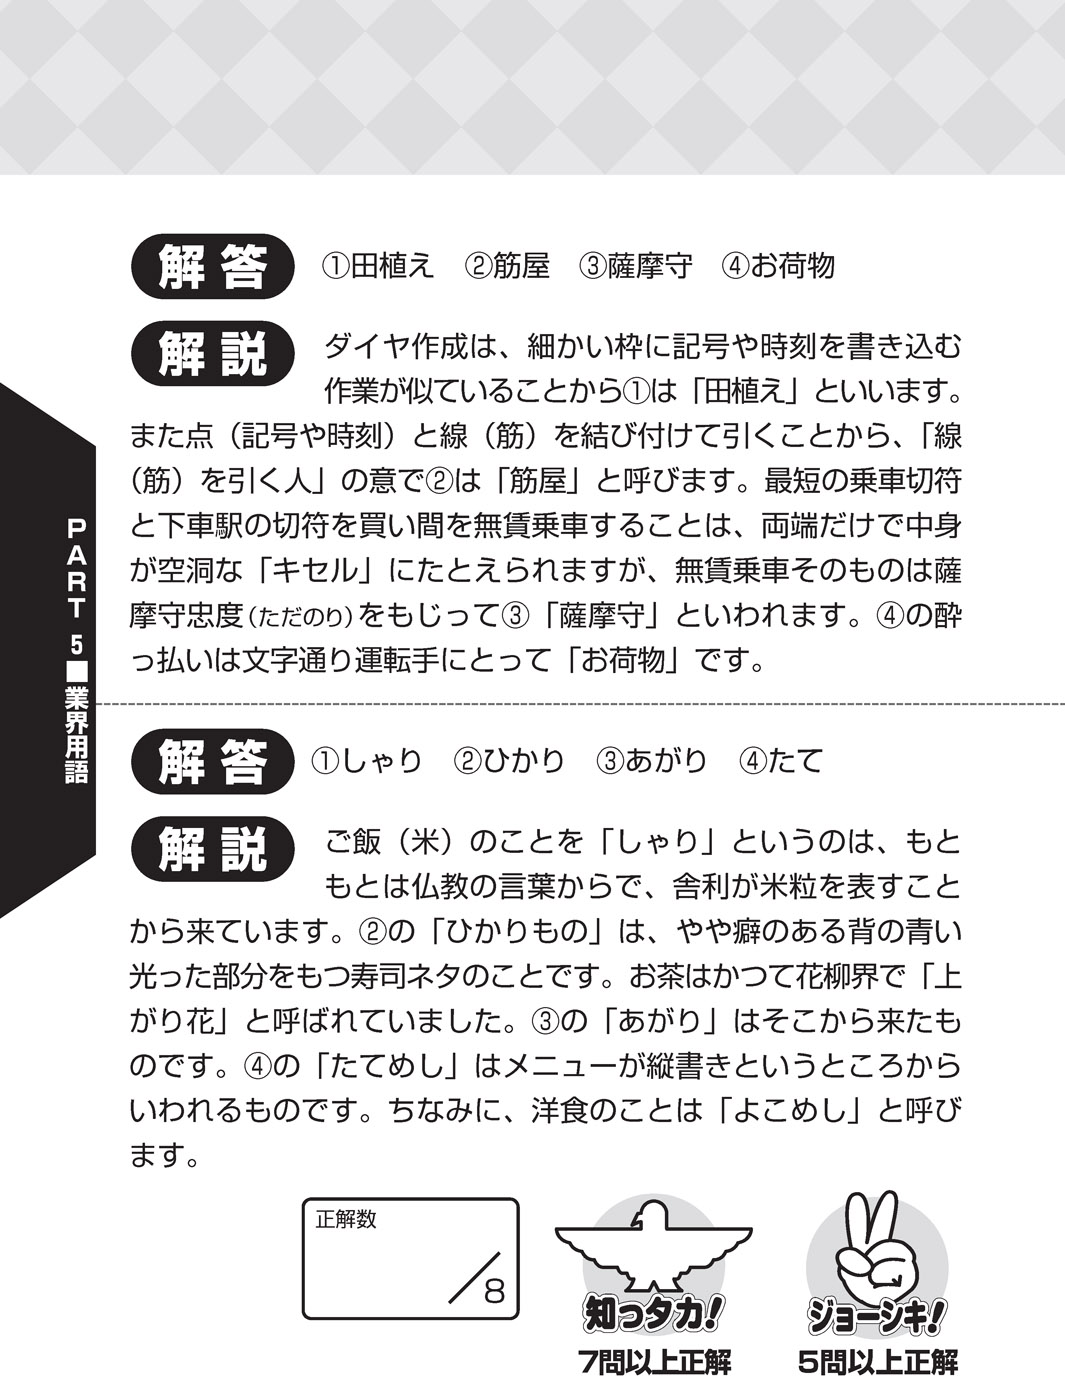 解答 ①田植え ②筋屋 ③薩摩守 ④お荷物
解説 ダイヤ作成は、細かい枠に記号や時刻を書き込む
作業が似ていることから①は「田植え」といいます。
また点（記号や時刻）と線（筋）を結び付けて引くことから、「線
（筋）を引く人」の意で②は「筋屋」と呼びます。最短の乗車切符
と下車駅の切符を買い間を無賃乗車することは、両端だけで中身
が空洞な「キセル」にたとえられますが、無賃乗車そのものは薩
摩守忠度（ただのり）をもじって③「薩摩守」といわれます。④の酔
っ払いは文字通り運転手にとって「お荷物」です。
PART 5■業界用語
解答 ①しゃり ②ひかり ③あがり ④たて
解説 ご飯（米）のことを「しゃり」というのは、もと
もとは仏教の言葉からで、舎利が米粒を表すこと
から来ています。②の「ひかりもの」は、やや癖のある背の青い
光った部分をもつ寿司ネタのことです。お茶はかつて花柳界で「上
がり花」と呼ばれていました。③の「あがり」はそこから来たも
のです。④の「たてめし」はメニューが縦書きというところから
いわれるものです。ちなみに、洋食のことは「よこめし」と呼び
ます。
正解数
／8
知っタカ！
7問以上正解
ジョーシキ！
5問以上正解